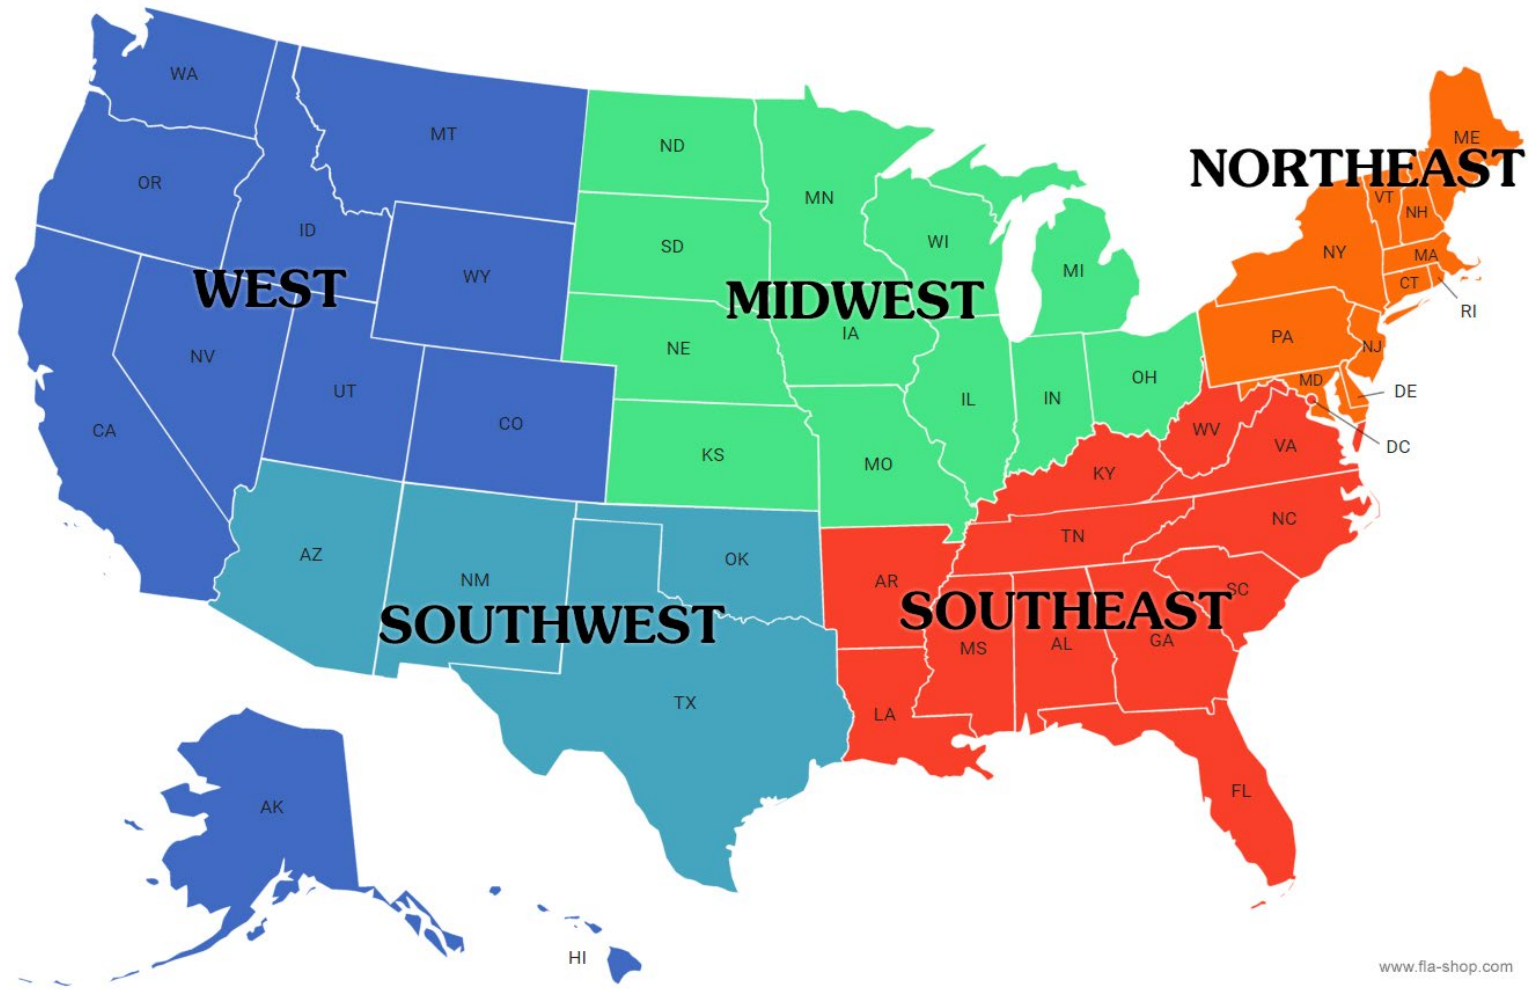 WA
MT
ND
ME
NORTHEAST
OR
MN
VT
NH
ID
SD
WI
NY
MA
WY
MI
CT
WEST
MIDWEST
RI
NV
NE
IA
PA
NJ
UT
OH
MD
DE
CA
CO
IL
IN
WV
DC
KS
MO
KY
VA
AZ
NM
OK
TN
NC
AR
SC
SOUTHWEST
SOUTHEAST
MS
AL
GA
TX
LA
AK
FL
HI
www.fla-shop.com